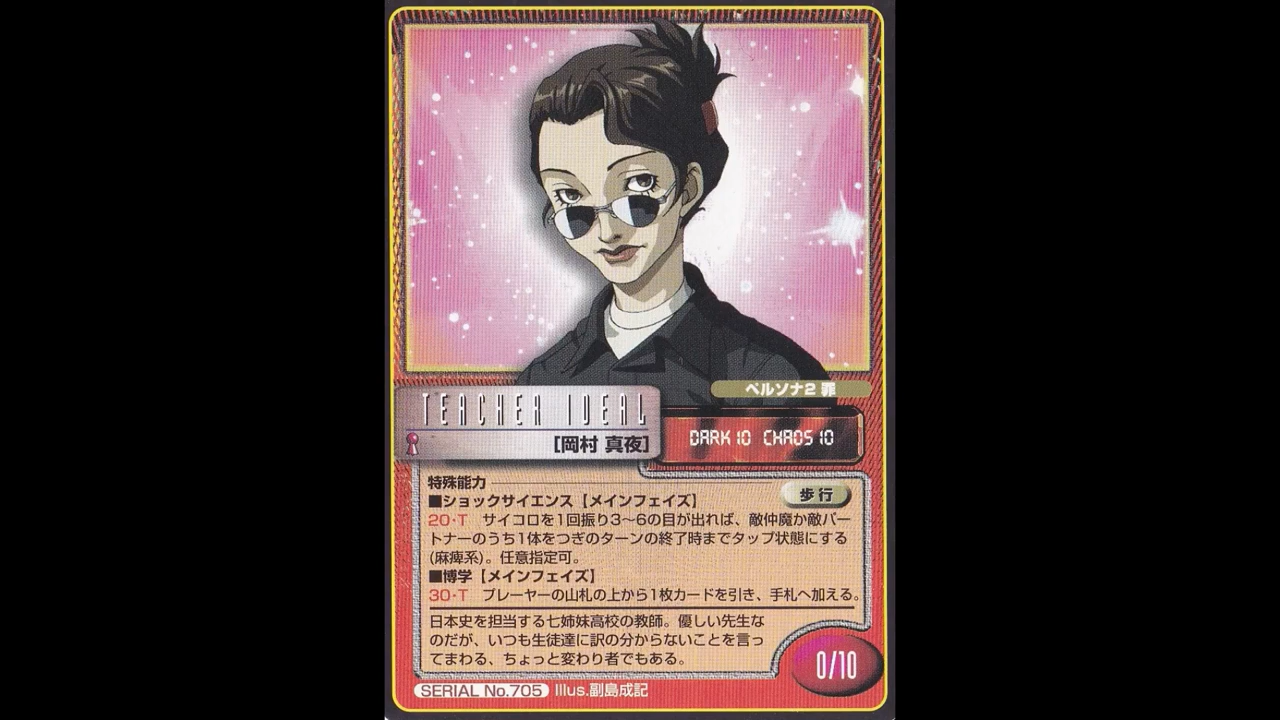 ペルソナ2 罪
TEACHER IDEAL
[岡村 真夜]
DARK 10 CHAOS 10
特殊能力
歩行
■ショックサイエンス【メインフェイズ】
20・T サイコロを1回振り3〜6の目が出れば、敵仲魔か敵パー
トナーのうち1体をつぎのターンの終了時までタップ状態にする
(麻痺系)。任意指定可。
■博学【メインフェイズ】
30・T プレーヤーの山札の上から1枚カードを引き、手札へ加える。
日本史を担当する七姉妹高校の教師。優しい先生な
のだが、いつも生徒達に訳の分からないことを言っ
てまわる、ちょっと変わり者でもある。
0/10
SERIAL No.705 Illus.副島成記